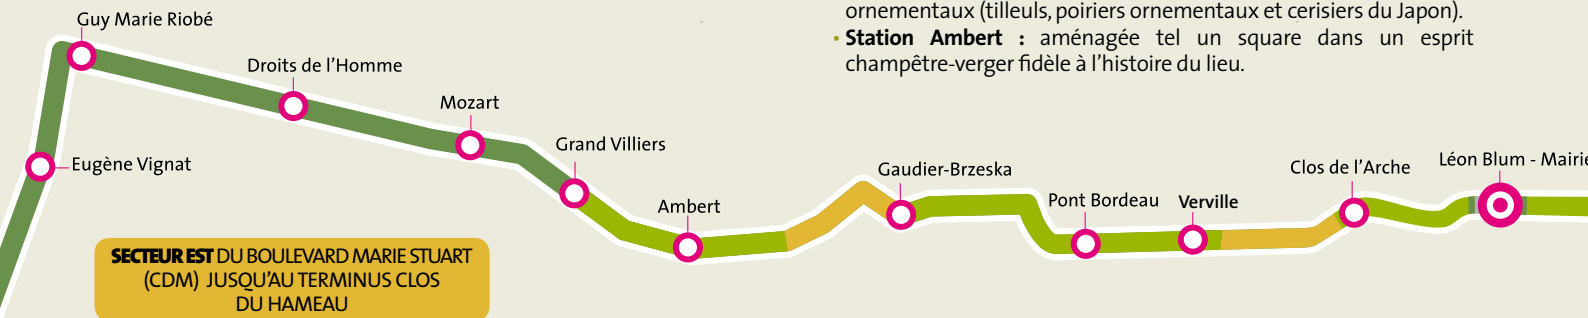 Guy Marie Riobé
Droits de l'Homme
Mozart
Eugène Vignat
Grand Villiers
Ambert
SECTEUR EST DU BOULEVARD MARIE STUART
(CDM) JUSQU'AU TERMINUS CLOS
DU HAMEAU
ornementaux (tilleuls, poiriers ornementaux et cerisiers du Japon).
• Station Ambert : aménagée tel un square dans un esprit
champêtre-verger fidèle à l'histoire du lieu.
Gaudier-Brzeska
Pont Bordeau
Verville
Clos de l'Arche
Léon Blum - Mairie